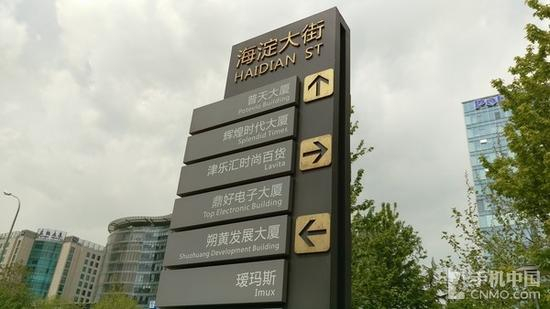 海淀大街
HAIDIAN ST
普天大厦
Potevio Building
辉煌时代大厦
Splendid Times
津乐汇时尚百货
Lavita
鼎好电子大厦
Top Electronic Building
朔黄发展大厦
Shuohuang Development Building
瑷玛斯
Imux
手机中国
CNMO.com